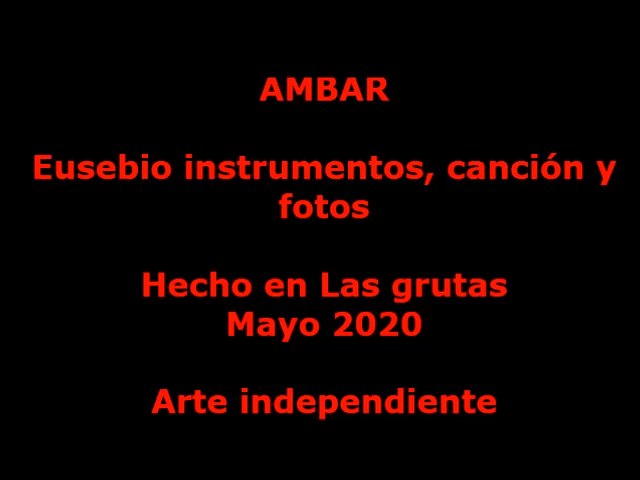 AMBAR
Eusebio instrumentos, canción y
fotos
Hecho en Las grutas
Mayo 2020
Arte independiente